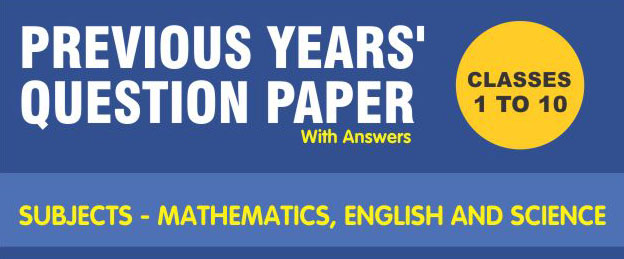 PREVIOUS YEARS'
QUESTION PAPER
With Answers
CLASSES
1 TO 10
SUBJECTS - MATHEMATICS, ENGLISH AND SCIENCE